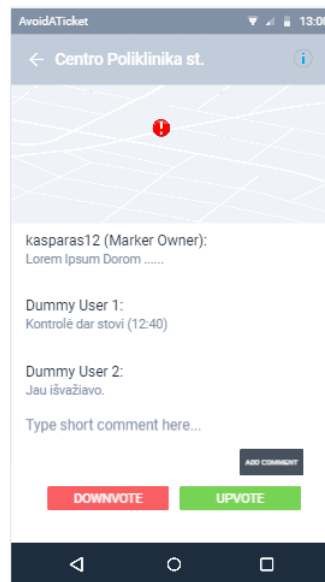 AvoidATicket 13:00
Centro Poliklinika st.
kasparas12 (Marker Owner):
Lorem Ipsum Dorom ......
Dummy User 1:
Kontrolė dar stovi (12:40)
Dummy User 2:
Jau išvažiavo.
Type short comment here...
ADD COMMENT
DOWNVOTE UPVOTE